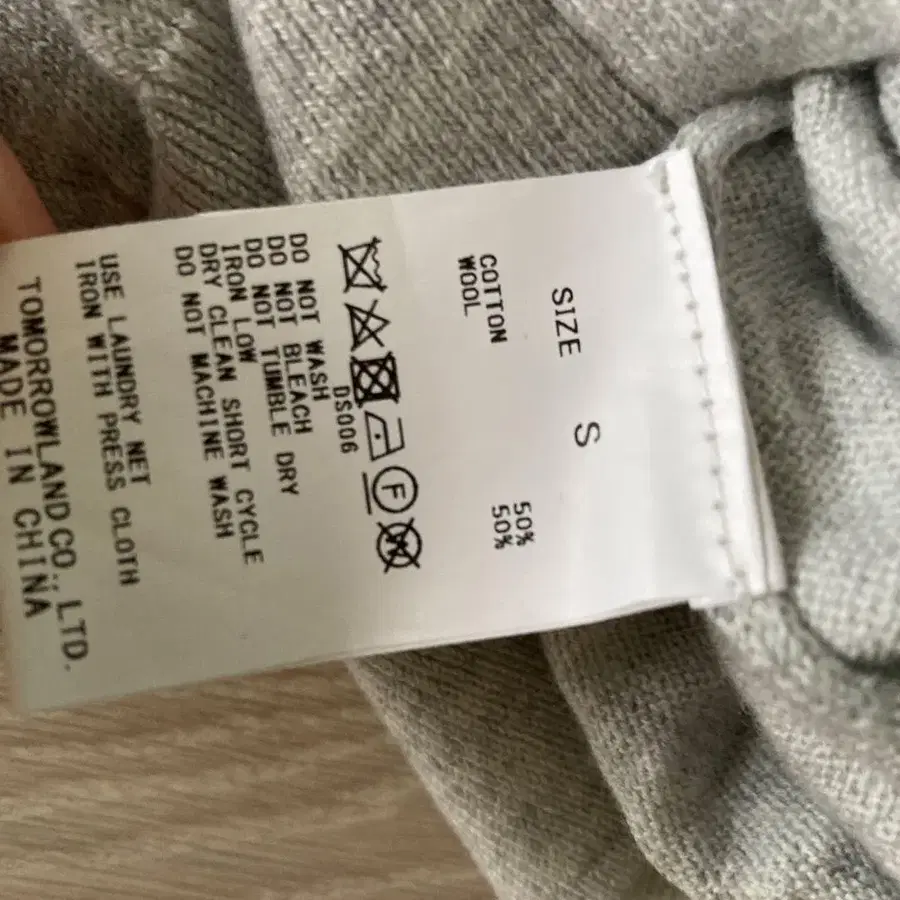 SIZE S
COTTON 50%
WOOL 50%
F
W
DS006
DO NOT WASH
DO NOT BLEACH
DO NOT TUMBLE DRY
IRON LOW
DRY CLEAN SHORT CYCLE
DO NOT MACHINE WASH
USE LAUNDRY NET
IRON WITH PRESS CLOTH
TOMORROWLAND CO., LTD.
MADE IN CHINA